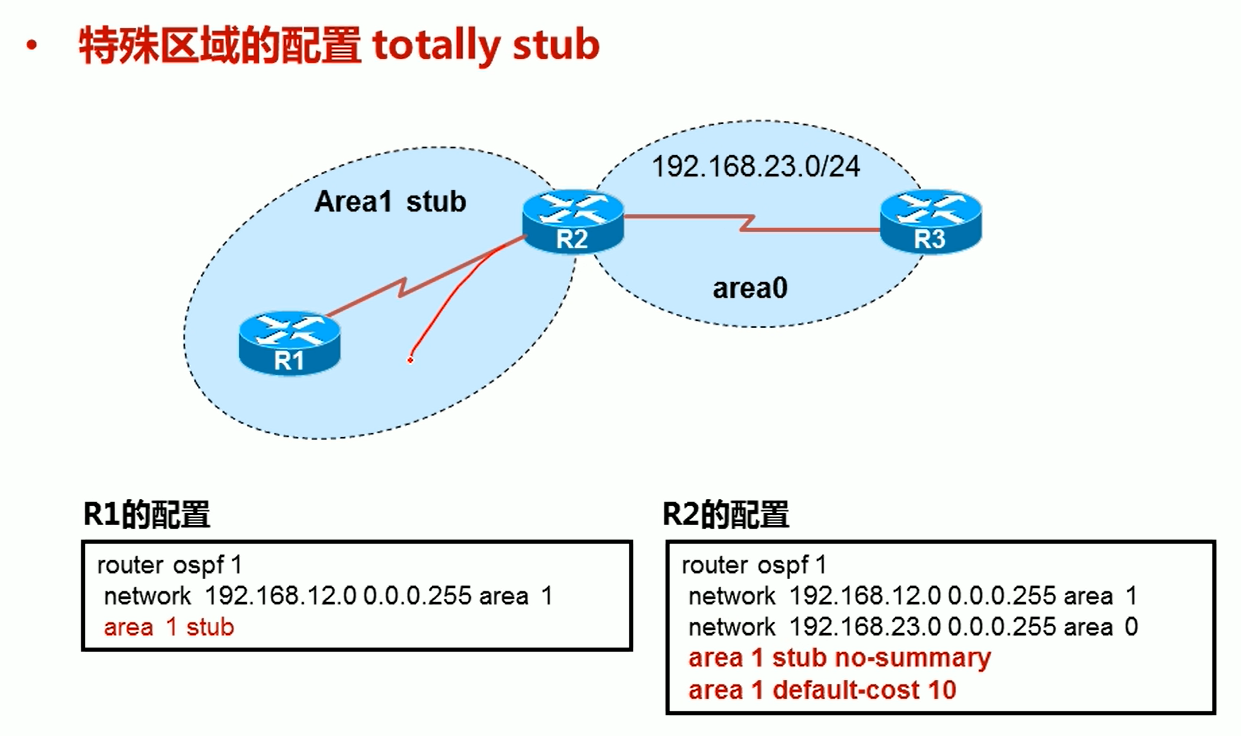 • 特殊区域的配置 totally stub
192.168.23.0/24
Area1 stub
R2
R3
area0
R1
R1的配置
router ospf 1
network 192.168.12.0 0.0.0.255 area 1
area 1 stub
R2的配置
router ospf 1
network 192.168.12.0 0.0.0.255 area 1
network 192.168.23.0 0.0.0.255 area 0
area 1 stub no-summary
area 1 default-cost 10